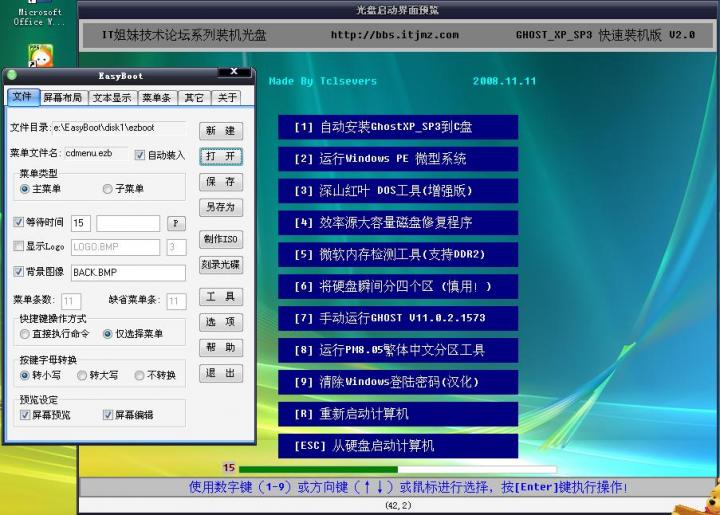 Microsoft
Office W...
光盘启动界面预览
IT姐妹技术论坛系列装机光盘 http://bbs.itjmz.com GHOST_XP_SP3 快速装机版 V2.0
Made By Tclsevers 2008.11.11
EasyBoot
文件 屏幕布局 文本显示 菜单条 其它 关于
文件目录: e:\EasyBoot\disk1\ezboot
新 建
菜单文件名: cdmenu.ezb 自动装入
打 开
菜单类型
主菜单 子菜单
保 存
另存为
等待时间 15 P
显示Logo LOGO.BMP 3
制作ISO
背景图像 BACK.BMP
刻录光碟
菜单条数: 11 缺省菜单条: 11
工 具
快捷键操作方式
直接执行命令 仅选择菜单
选 项
帮 助
按键字母转换
转小写 转大写 不转换
退 出
预览设定
屏幕预览 屏幕编辑
[1] 自动安装GhostXP_SP3到C盘
[2] 运行Windows PE 微型系统
[3] 深山红叶 DOS工具(增强版)
[4] 效率源大容量磁盘修复程序
[5] 微软内存检测工具(支持DDR2)
[6] 将硬盘瞬间分四个区 (慎用! )
[7] 手动运行GHOST V11.0.2.1573
[8] 运行PM8.05繁体中文分区工具
[9] 清除Windows登陆密码(汉化)
[R] 重新启动计算机
[ESC] 从硬盘启动计算机
15
使用数字键（1-9）或方向键（↑↓）或鼠标进行选择，按[Enter]键执行操作!
(42,2)